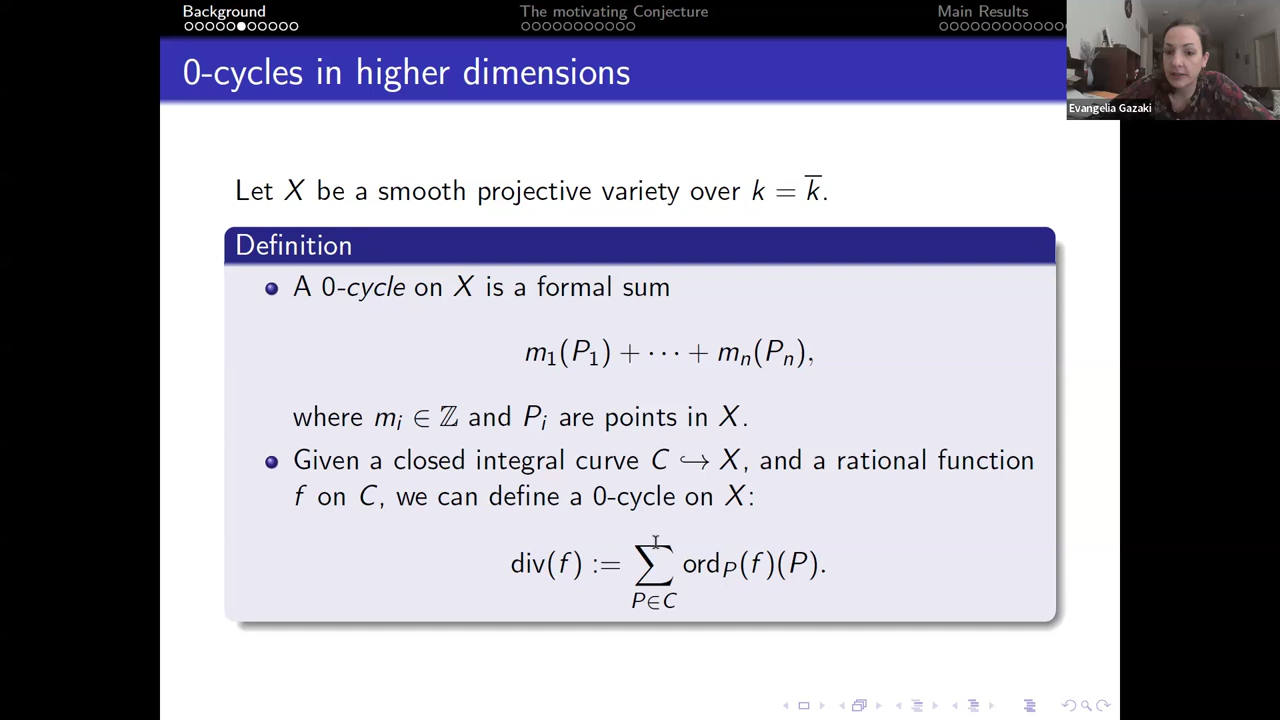 Background The motivating Conjecture Main Results
0-cycles in higher dimensions
Evangelia Gazaki
Let X be a smooth projective variety over k = k̅.
Definition
A 0-cycle on X is a formal sum
m₁(P₁) + ⋯ + mₙ(Pₙ),
where mᵢ ∈ ℤ and Pᵢ are points in X.
Given a closed integral curve C ↪ X, and a rational function
f on C, we can define a 0-cycle on X:
div(f) := ∑ ord_P(f)(P).
P∈C